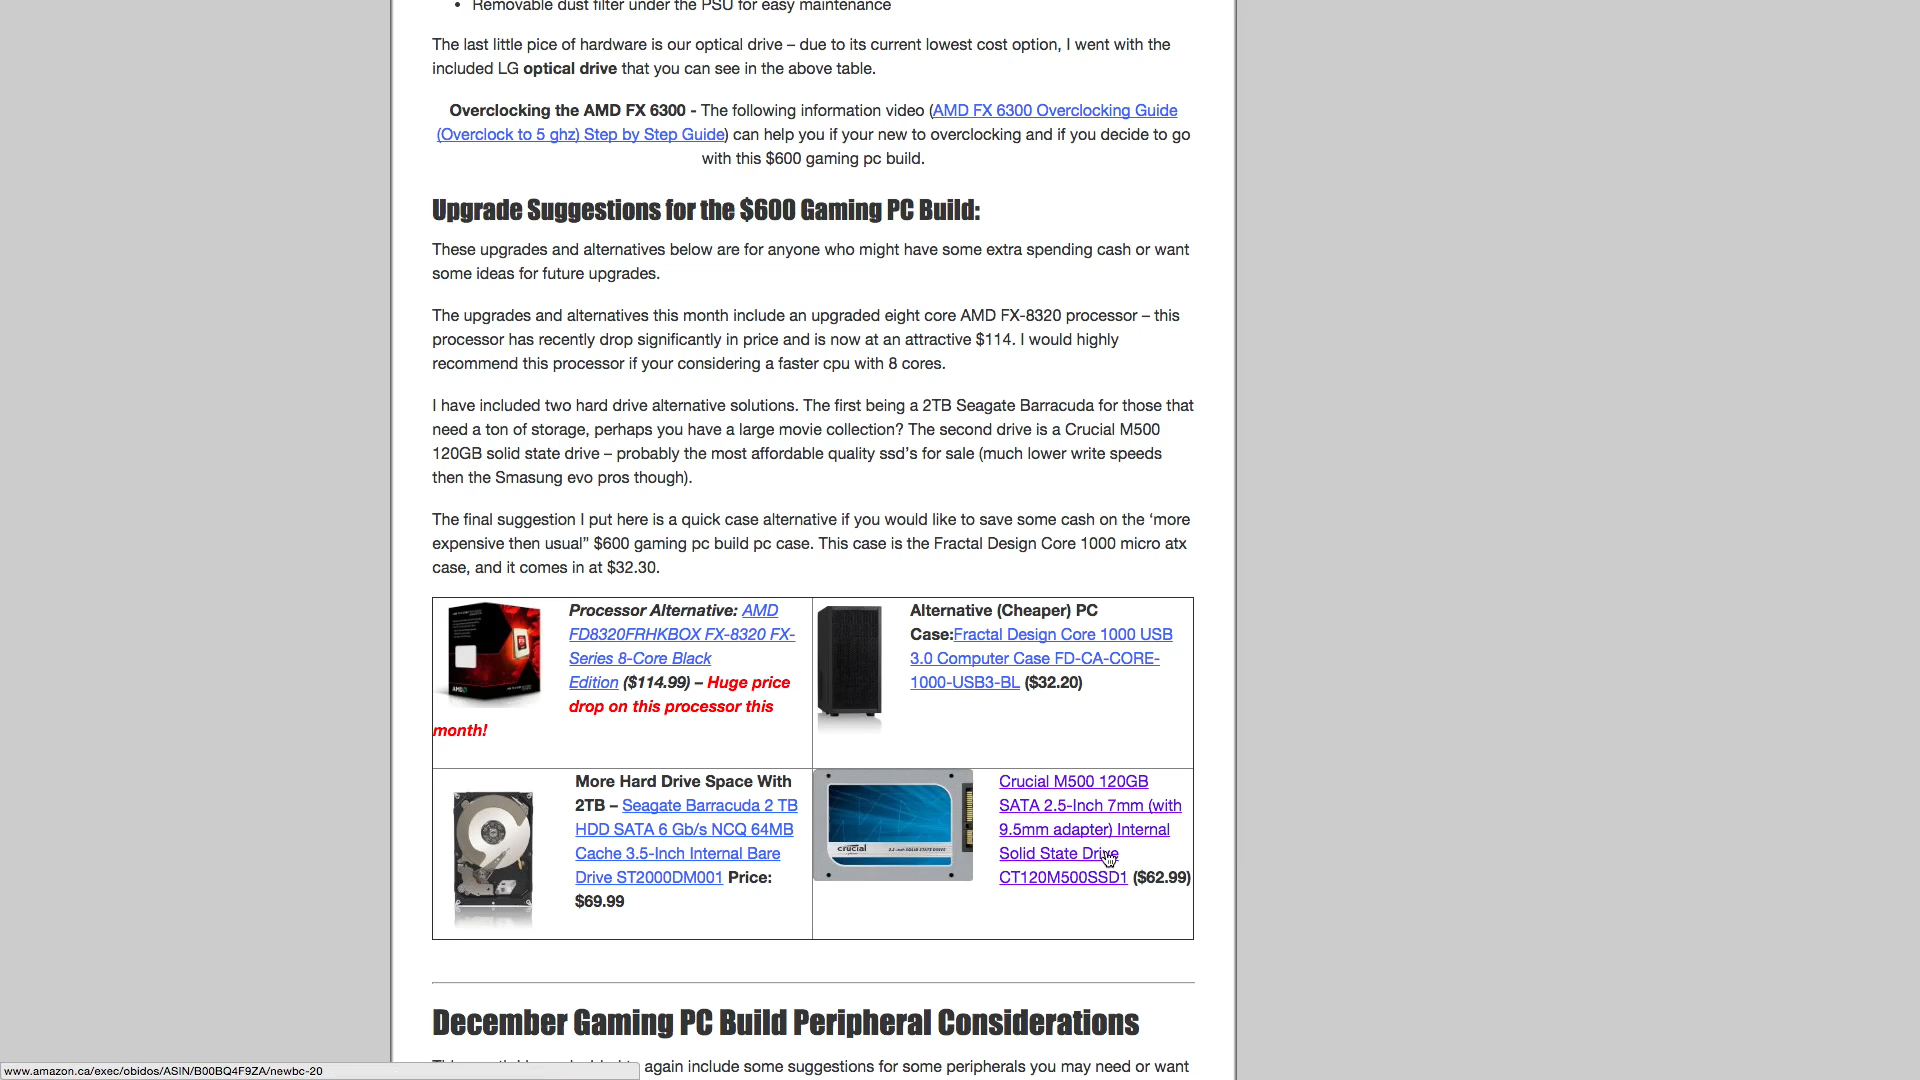 • Removable dust filter under the PSU for easy maintenance
The last little pice of hardware is our optical drive – due to its current lowest cost option, I went with the
included LG optical drive that you can see in the above table.
Overclocking the AMD FX 6300 - The following information video (AMD FX 6300 Overclocking Guide
(Overclock to 5 ghz) Step by Step Guide) can help you if your new to overclocking and if you decide to go
with this $600 gaming pc build.
Upgrade Suggestions for the $600 Gaming PC Build:
These upgrades and alternatives below are for anyone who might have some extra spending cash or want
some ideas for future upgrades.
The upgrades and alternatives this month include an upgraded eight core AMD FX-8320 processor – this
processor has recently drop significantly in price and is now at an attractive $114. I would highly
recommend this processor if your considering a faster cpu with 8 cores.
I have included two hard drive alternative solutions. The first being a 2TB Seagate Barracuda for those that
need a ton of storage, perhaps you have a large movie collection? The second drive is a Crucial M500
120GB solid state drive – probably the most affordable quality ssd's for sale (much lower write speeds
then the Smasung evo pros though).
The final suggestion I put here is a quick case alternative if you would like to save some cash on the ‘more
expensive then usual” $600 gaming pc build pc case. This case is the Fractal Design Core 1000 micro atx
case, and it comes in at $32.30.
Processor Alternative: AMD
FD8320FRHKBOX FX-8320 FX-
Series 8-Core Black
Edition ($114.99) – Huge price
drop on this processor this
month!
AMD
Alternative (Cheaper) PC
Case:Fractal Design Core 1000 USB
3.0 Computer Case FD-CA-CORE-
1000-USB3-BL ($32.20)
More Hard Drive Space With
2TB – Seagate Barracuda 2 TB
HDD SATA 6 Gb/s NCQ 64MB
Cache 3.5-Inch Internal Bare
Drive ST2000DM001 Price:
$69.99
crucial
2.5-INCH SOLID STATE DRIVE
Crucial M500 120GB
SATA 2.5-Inch 7mm (with
9.5mm adapter) Internal
Solid State Drive
CT120M500SSD1 ($62.99)
December Gaming PC Build Peripheral Considerations
again include some suggestions for some peripherals you may need or want
www.amazon.ca/exec/obidos/ASIN/B00BQ4F9ZA/newbc-20